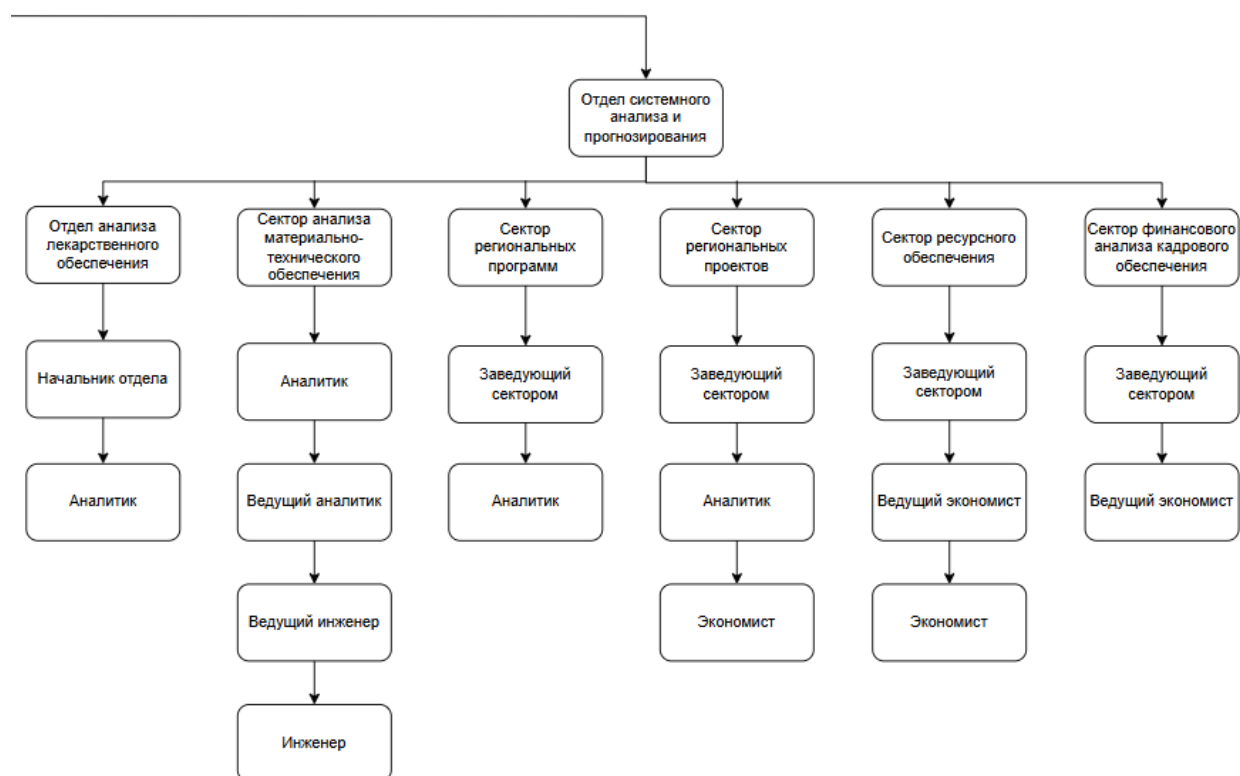 Отдел системного
анализа и
прогнозирования
Отдел анализа
лекарственного
обеспечения
Сектор анализа
материально-
технического
обеспечения
Сектор
региональных
программ
Сектор
региональных
проектов
Сектор ресурсного
обеспечения
Сектор финансового
анализа кадрового
обеспечения
Начальник отдела
Аналитик
Заведующий
сектором
Заведующий
сектором
Заведующий
сектором
Заведующий
сектором
Аналитик
Ведущий аналитик
Аналитик
Аналитик
Ведущий экономист
Ведущий экономист
Ведущий инженер
Экономист
Экономист
Инженер